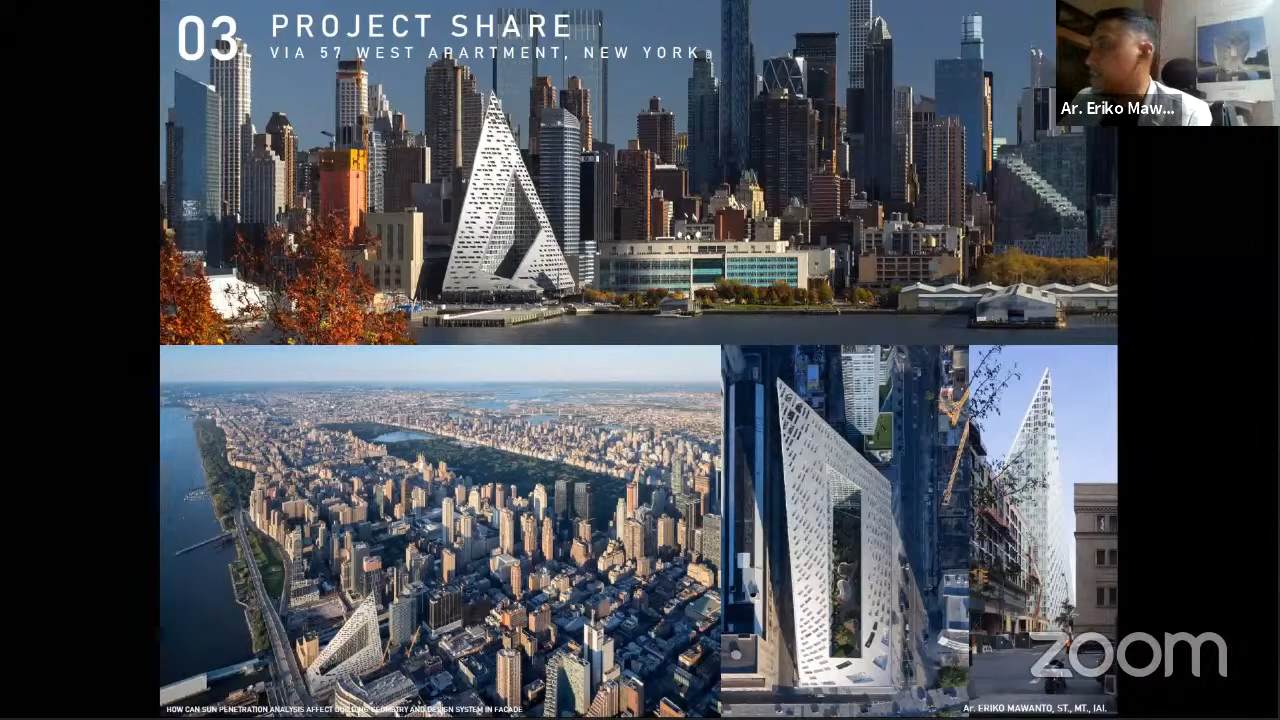 03
PROJECT SHARE
VIA 57 WEST APARTMENT, NEW YORK
Ar. Eriko Maw...
zoom
HOW CAN SUN PENETRATION ANALYSIS AFFECT BUILDING GEOMETRY AND DESIGN SYSTEM IN FACADE
Ar. ERIKO MAWANTO, ST., MT., IAI.